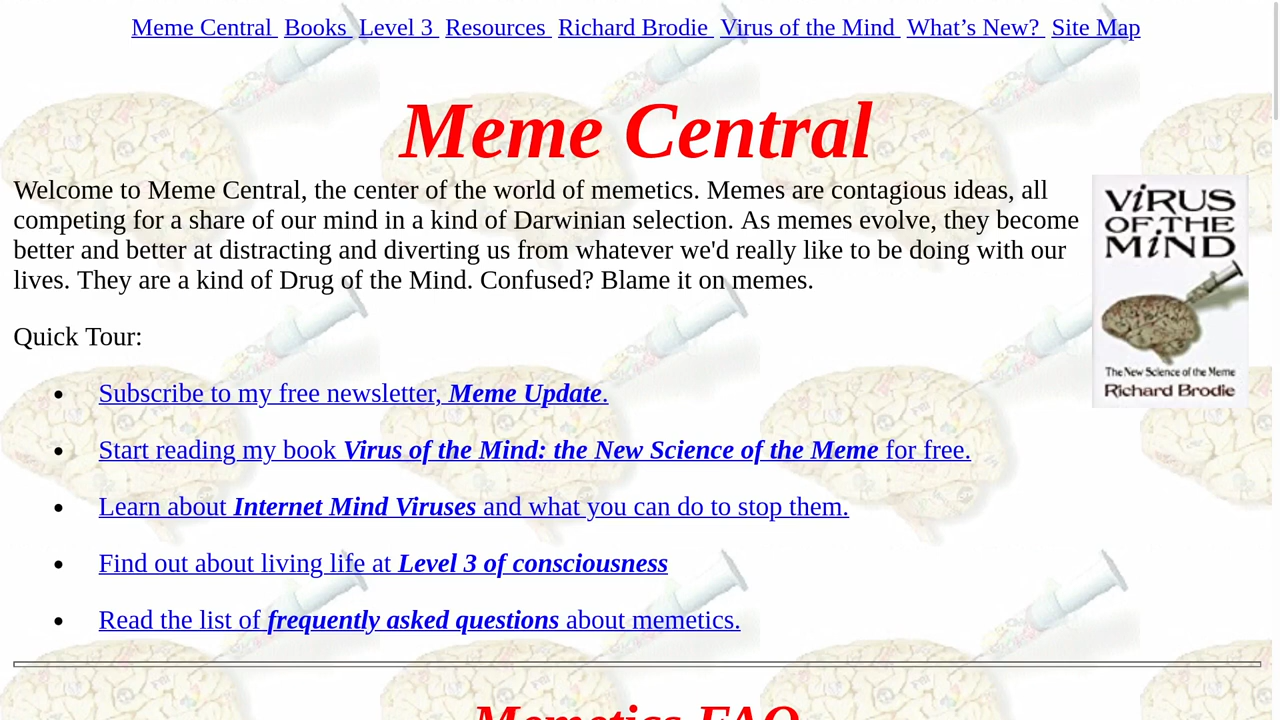 Meme Central  Books  Level 3  Resources  Richard Brodie  Virus of the Mind  What’s New?  Site Map
Meme Central
Welcome to Meme Central, the center of the world of memetics. Memes are contagious ideas, all
competing for a share of our mind in a kind of Darwinian selection. As memes evolve, they become
better and better at distracting and diverting us from whatever we'd really like to be doing with our
lives. They are a kind of Drug of the Mind. Confused? Blame it on memes.
ViRUS
OF THE
MiND
The New Science of the Meme
Richard Brodie
Quick Tour:
• Subscribe to my free newsletter, Meme Update.
• Start reading my book Virus of the Mind: the New Science of the Meme for free.
• Learn about Internet Mind Viruses and what you can do to stop them.
• Find out about living life at Level 3 of consciousness
• Read the list of frequently asked questions about memetics.
Memetics FAQ